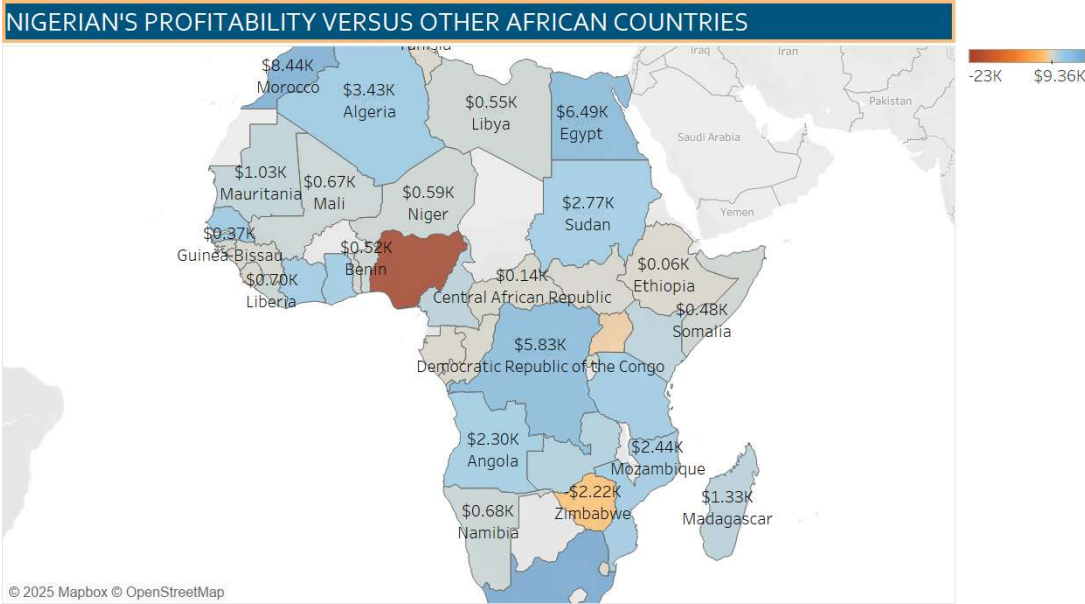 NIGERIAN'S PROFITABILITY VERSUS OTHER AFRICAN COUNTRIES
-23K $9.36K
Iraq
Iran
Pakistan
Saudi Arabia
Yemen
$8.44K
Morocco
$3.43K
Algeria
Tunisia
$0.55K
Libya
$6.49K
Egypt
$1.03K
Mauritania
$0.67K
Mali
$0.59K
Niger
$2.77K
Sudan
$0.37K
Guinea-Bissau
$0.52K
Benin
$0.70K
Liberia
$0.14K
Central African Republic
$0.06K
Ethiopia
$0.48K
Somalia
$5.83K
Democratic Republic of the Congo
$2.30K
Angola
$2.44K
Mozambique
-$2.22K
Zimbabwe
$1.33K
Madagascar
$0.68K
Namibia
© 2025 Mapbox © OpenStreetMap